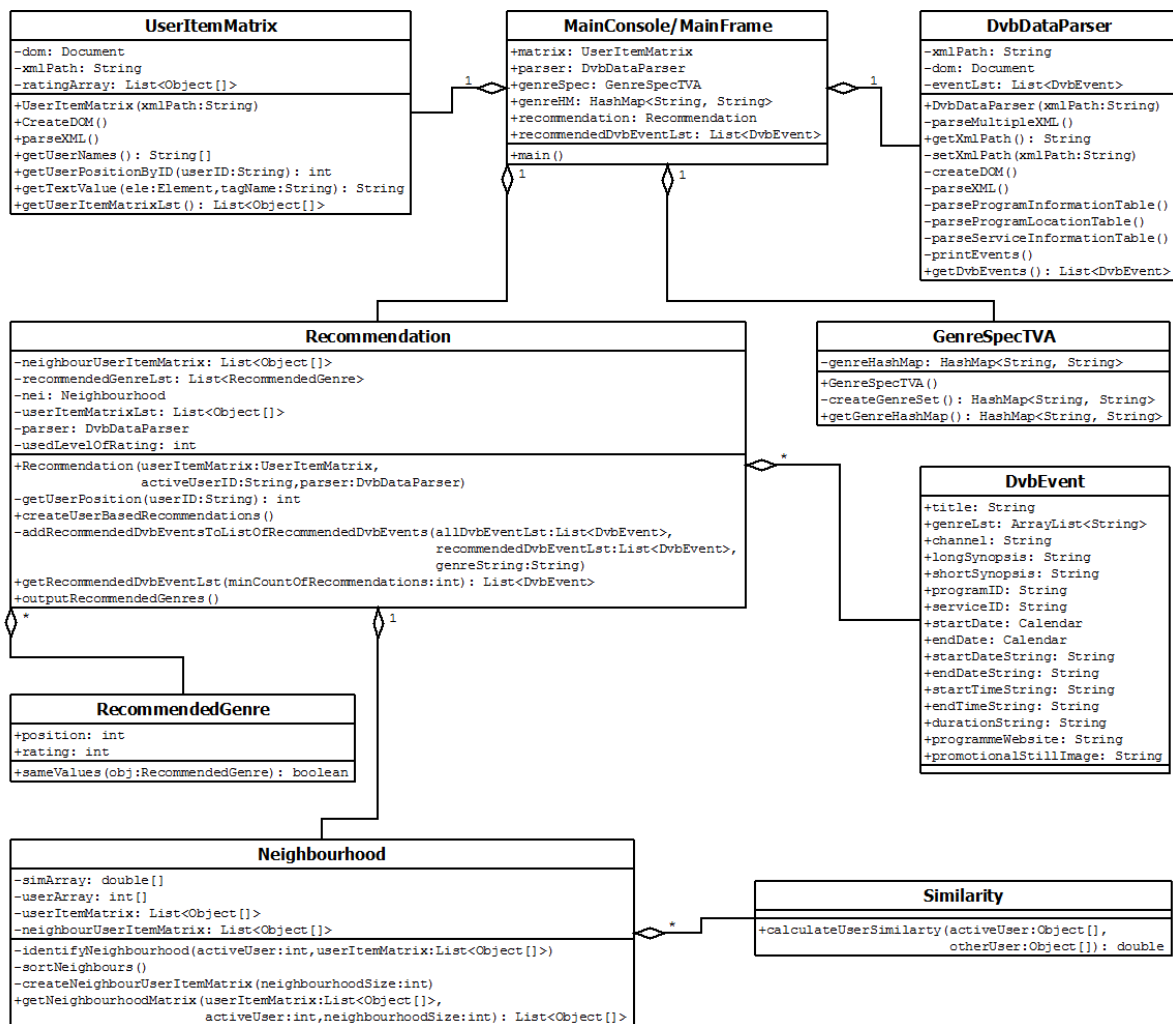 UserItemMatrix
-dom: Document
-xmlPath: String
-ratingArray: List<Object[]>
+UserItemMatrix(xmlPath:String)
+CreateDOM()
+parseXML()
+getUserNames(): String[]
+getUserPositionByID(userID:String): int
+getTextValue(ele:Element,tagName:String): String
+getUserItemMatrixLst(): List<Object[]>
1
MainConsole/MainFrame
+matrix: UserItemMatrix
+parser: DvbDataParser
+genreSpec: GenreSpecTVA
+genreHM: HashMap<String, String>
+recommendation: Recommendation
+recommendedDvbEventLst: List<DvbEvent>
+main()
1
1
1
DvbDataParser
-xmlPath: String
-dom: Document
-eventLst: List<DvbEvent>
+DvbDataParser(xmlPath:String)
-parseMultipleXML()
+getXmlPath(): String
-setXmlPath(xmlPath:String)
-createDOM()
-parseXML()
-parseProgramInformationTable()
-parseProgramLocationTable()
-parseServiceInformationTable()
-printEvents()
+getDvbEvents(): List<DvbEvent>
Recommendation
-neighbourUserItemMatrix: List<Object[]>
-recommendedGenreLst: List<RecommendedGenre>
-nei: Neighbourhood
-userItemMatrixLst: List<Object[]>
-parser: DvbDataParser
-usedLevelOfRating: int
+Recommendation(userItemMatrix:UserItemMatrix,
activeUserID:String,parser:DvbDataParser)
-getUserPosition(userID:String): int
+createUserBasedRecommendations()
-addRecommendedDvbEventsToListOfRecommendedDvbEvents(allDvbEventLst:List<DvbEvent>,
recommendedDvbEventLst:List<DvbEvent>,
genreString:String)
+getRecommendedDvbEventLst(minCountOfRecommendations:int): List<DvbEvent>
+outputRecommendedGenres()
*
*
1
GenreSpecTVA
-genreHashMap: HashMap<String, String>
+GenreSpecTVA()
-createGenreSet(): HashMap<String, String>
+getGenreHashMap(): HashMap<String, String>
DvbEvent
+title: String
+genreLst: ArrayList<String>
+channel: String
+longSynopsis: String
+shortSynopsis: String
+programID: String
+serviceID: String
+startDate: Calendar
+endDate: Calendar
+startDateString: String
+endDateString: String
+startTimeString: String
+endTimeString: String
+durationString: String
+programmeWebsite: String
+promotionalStillImage: String
RecommendedGenre
+position: int
+rating: int
+sameValues(obj:RecommendedGenre): boolean
Neighbourhood
-simArray: double[]
-userArray: int[]
-userItemMatrix: List<Object[]>
-neighbourUserItemMatrix: List<Object[]>
-identifyNeighbourhood(activeUser:int,userItemMatrix:List<Object[]>)
-sortNeighbours()
-createNeighbourUserItemMatrix(neighbourhoodSize:int)
+getNeighbourhoodMatrix(userItemMatrix:List<Object[]>,
activeUser:int,neighbourhoodSize:int): List<Object[]>
*
Similarity
+calculateUserSimilarty(activeUser:Object[],
otherUser:Object[]): double